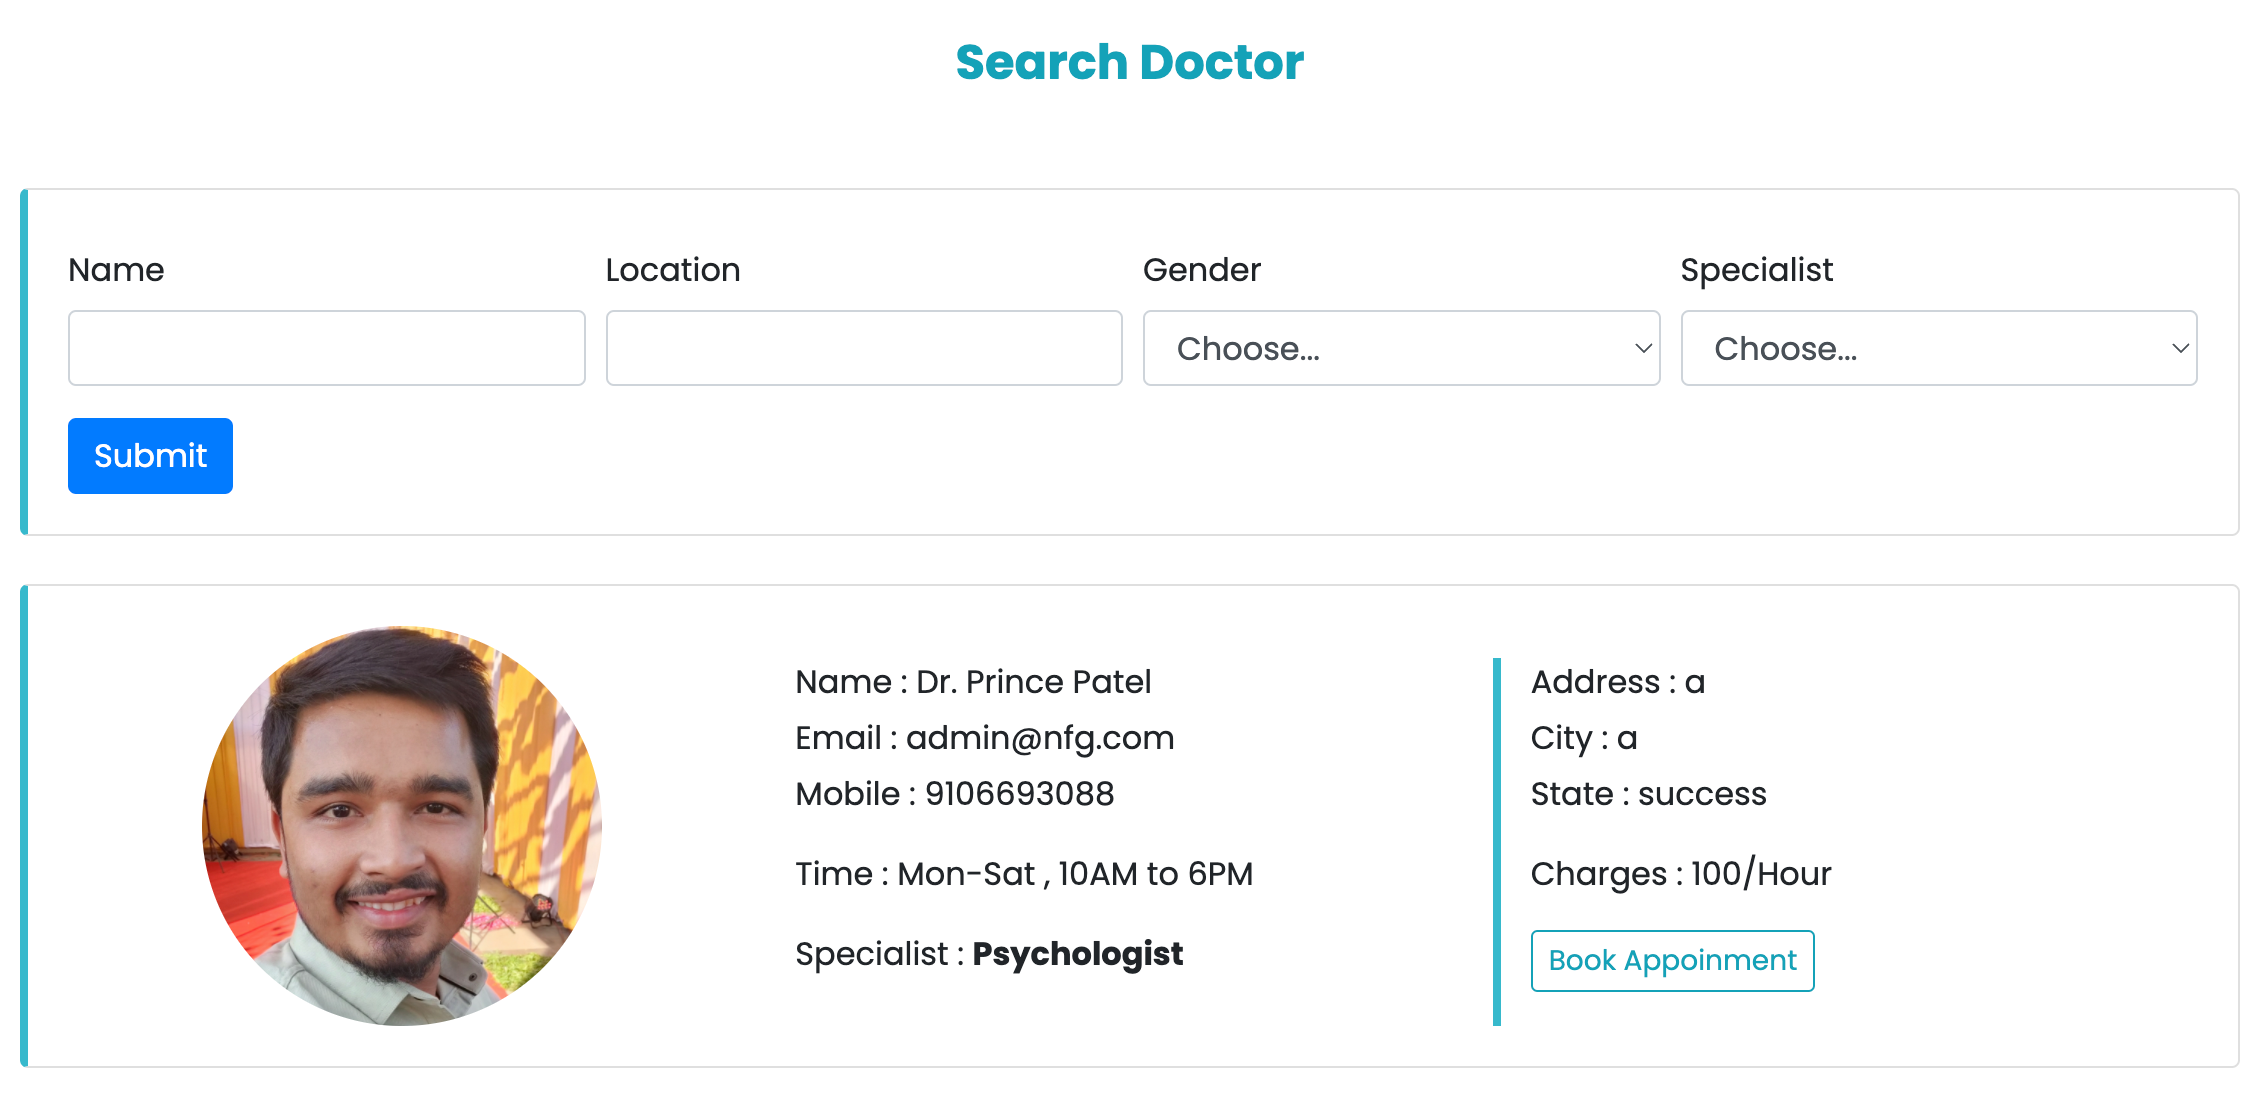 Search Doctor
Name
Location
Gender
Specialist
Choose...
Choose...
Submit
Name : Dr. Prince Patel
Email : admin@nfg.com
Mobile : 9106693088
Time : Mon-Sat , 10AM to 6PM
Specialist : Psychologist
Address : a
City : a
State : success
Charges : 100/Hour
Book Appoinment